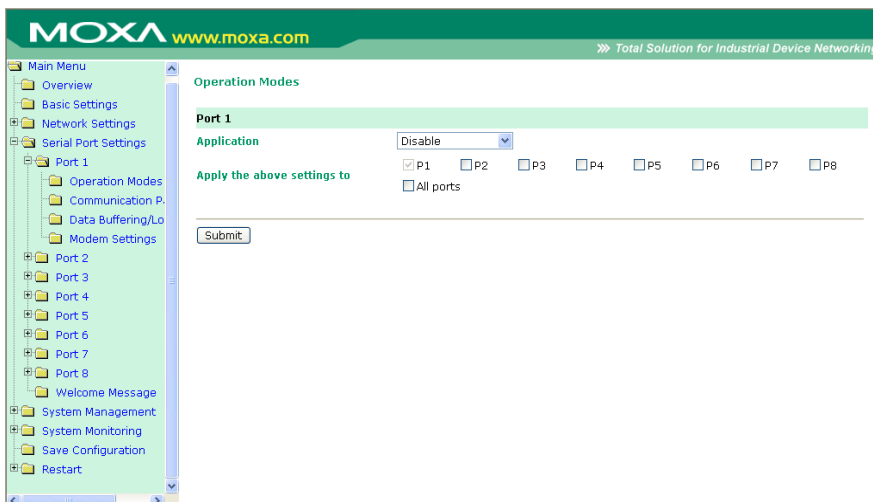 MOXA www.moxa.com
Total Solution for Industrial Device Networking
Main Menu
Overview
Basic Settings
Network Settings
Serial Port Settings
Port 1
Operation Modes
Communication P
Data Buffering/Lo
Modem Settings
Port 2
Port 3
Port 4
Port 5
Port 6
Port 7
Port 8
Welcome Message
System Management
System Monitoring
Save Configuration
Restart
Operation Modes
Port 1
Application Disable
Apply the above settings to P1 P2 P3 P4 P5 P6 P7 P8
All ports
Submit